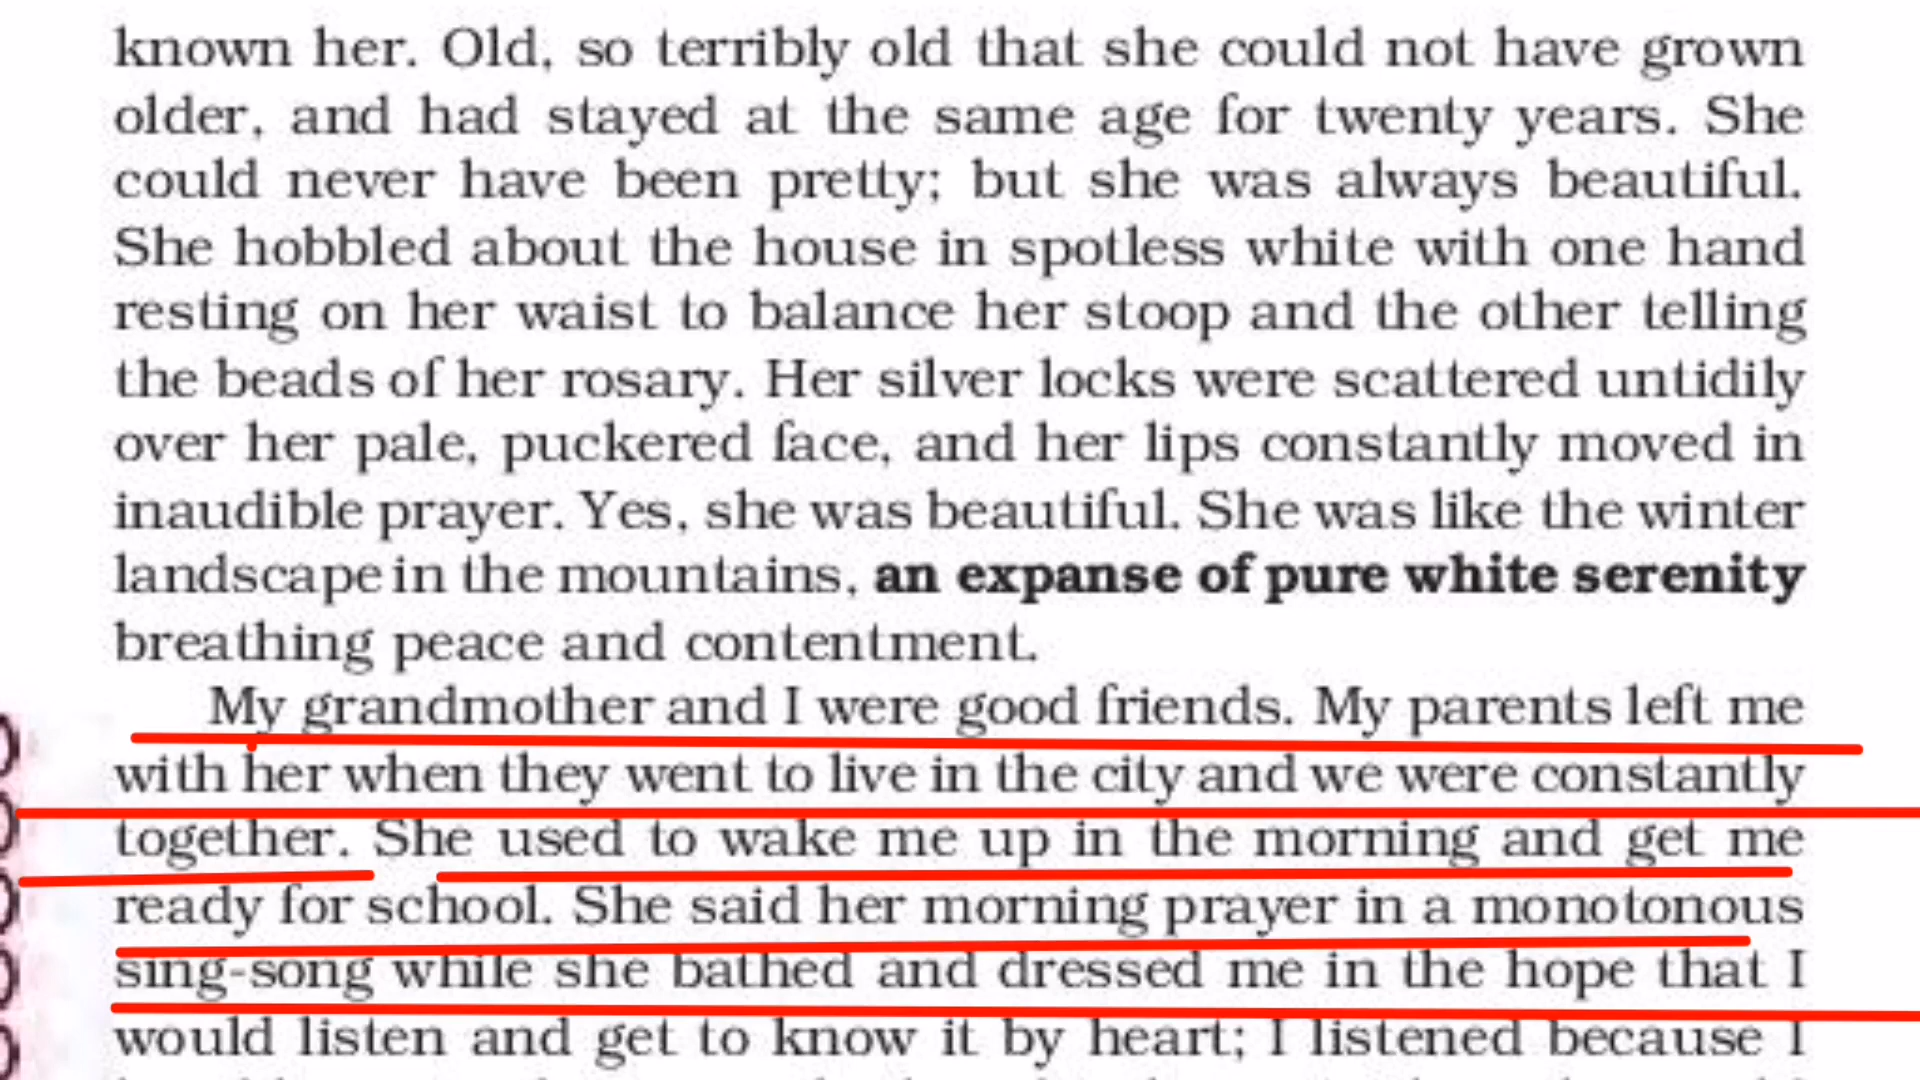 known her. Old, so terribly old that she could not have grown
older, and had stayed at the same age for twenty years. She
could never have been pretty; but she was always beautiful.
She hobbled about the house in spotless white with one hand
resting on her waist to balance her stoop and the other telling
the beads of her rosary. Her silver locks were scattered untidily
over her pale, puckered face, and her lips constantly moved in
inaudible prayer. Yes, she was beautiful. She was like the winter
landscape in the mountains, an expanse of pure white serenity
breathing peace and contentment.
My grandmother and I were good friends. My parents left me
with her when they went to live in the city and we were constantly
together. She used to wake me up in the morning and get me
ready for school. She said her morning prayer in a monotonous
sing-song while she bathed and dressed me in the hope that I
would listen and get to know it by heart; I listened because I